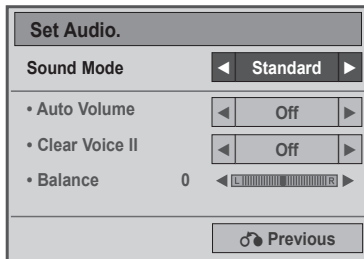 Set Audio.
Sound Mode ◀ Standard ▶
• Auto Volume ◀ Off ▶
• Clear Voice II ◀ Off ▶
• Balance 0 ◀ L R ▶
Previous